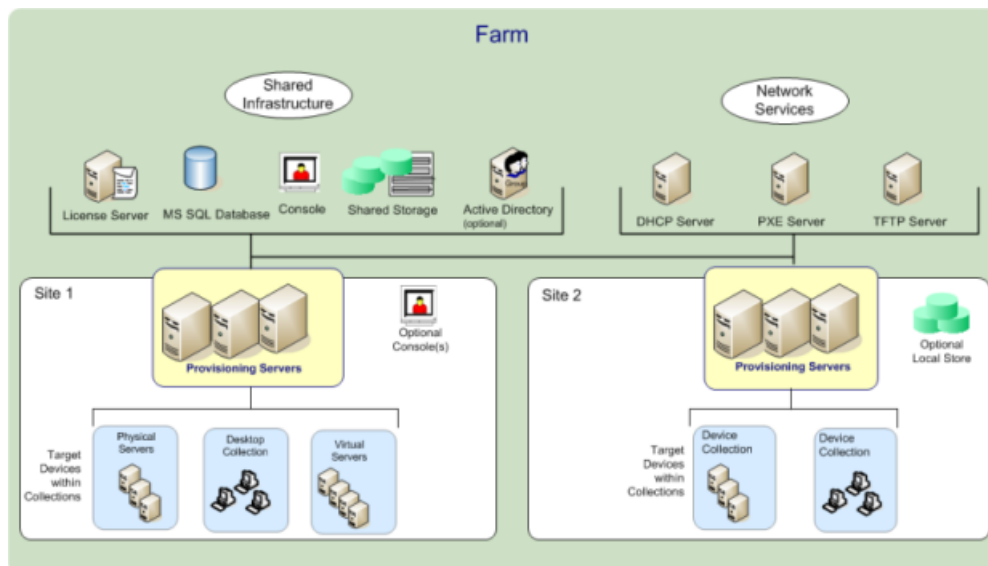 Farm
Shared
Infrastructure
Network
Services
License Server
MS SQL Database
Console
Shared Storage
Group
Active Directory
(optional)
DHCP Server
PXE Server
TFTP Server
Site 1
Provisioning Servers
Optional
Console(s)
Target
Devices
within
Collections
Physical
Servers
Desktop
Collection
Virtual
Servers
Site 2
Provisioning Servers
Optional
Local Store
Target
Devices
within
Collections
Device
Collection
Device
Collection